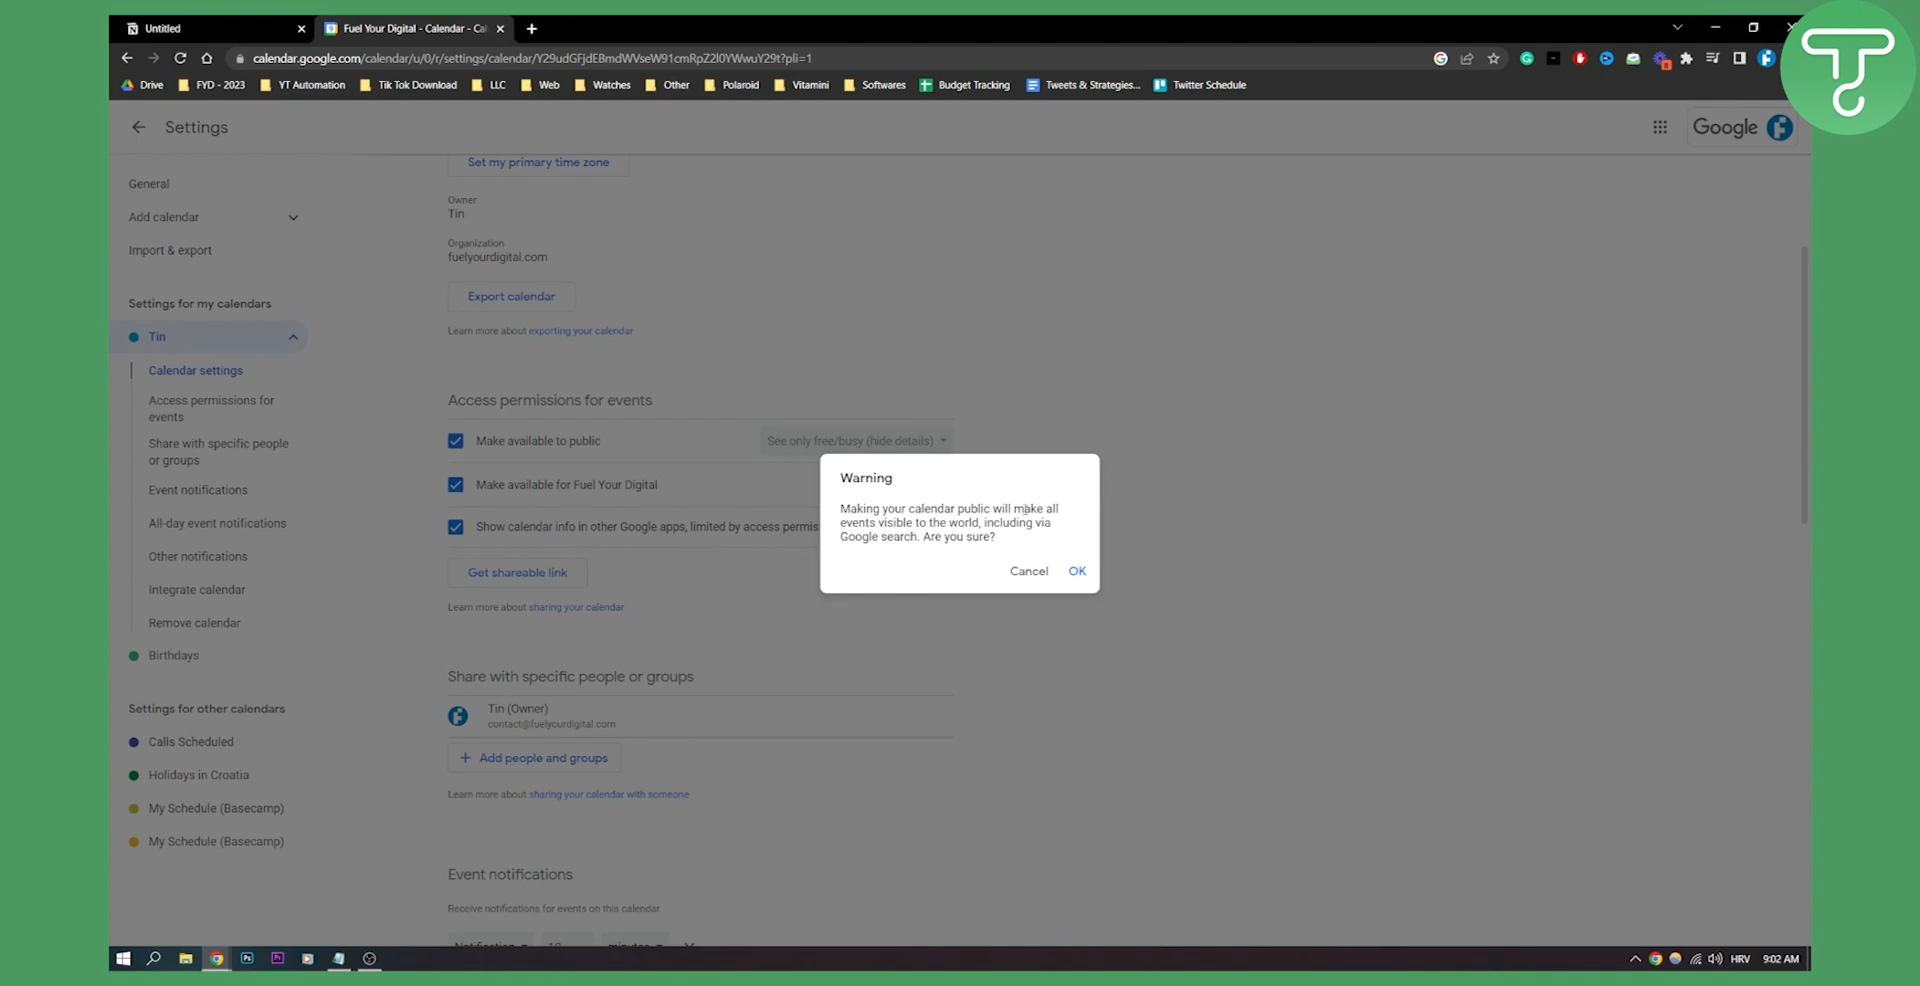 Untitled
Fuel Your Digital - Calendar - Ca
calendar.google.com/calendar/u/0/r/settings/calendar/Y29udGFjdEBmdWVseW91cmRpZ2l0YWwuY29t?pli=1
Drive FYD - 2023 YT Automation Tik Tok Download LLC Web Watches Other Polaroid Vitamini Softwares Budget Tracking Tweets & Strategies... Twitter Schedule
Settings
Google
Set my primary time zone
General
Add calendar
Import & export
Settings for my calendars
Tin
Calendar settings
Access permissions for
events
Share with specific people
or groups
Event notifications
All-day event notifications
Other notifications
Integrate calendar
Remove calendar
Birthdays
Settings for other calendars
Calls Scheduled
Holidays in Croatia
My Schedule (Basecamp)
My Schedule (Basecamp)
Owner
Tin
Organization
fuelyourdigital.com
Export calendar
Learn more about exporting your calendar
Access permissions for events
Make available to public See only free/busy (hide details)
Make available for Fuel Your Digital
Show calendar info in other Google apps, limited by access permis
Get shareable link
Learn more about sharing your calendar
Share with specific people or groups
Tin (Owner)
contact@fuelyourdigital.com
+ Add people and groups
Learn more about sharing your calendar with someone
Event notifications
Receive notifications for events on this calendar.
Notification 10 minutes
Warning
Making your calendar public will make all
events visible to the world, including via
Google search. Are you sure?
Cancel OK
Ps Pr
HRV 9:02 AM